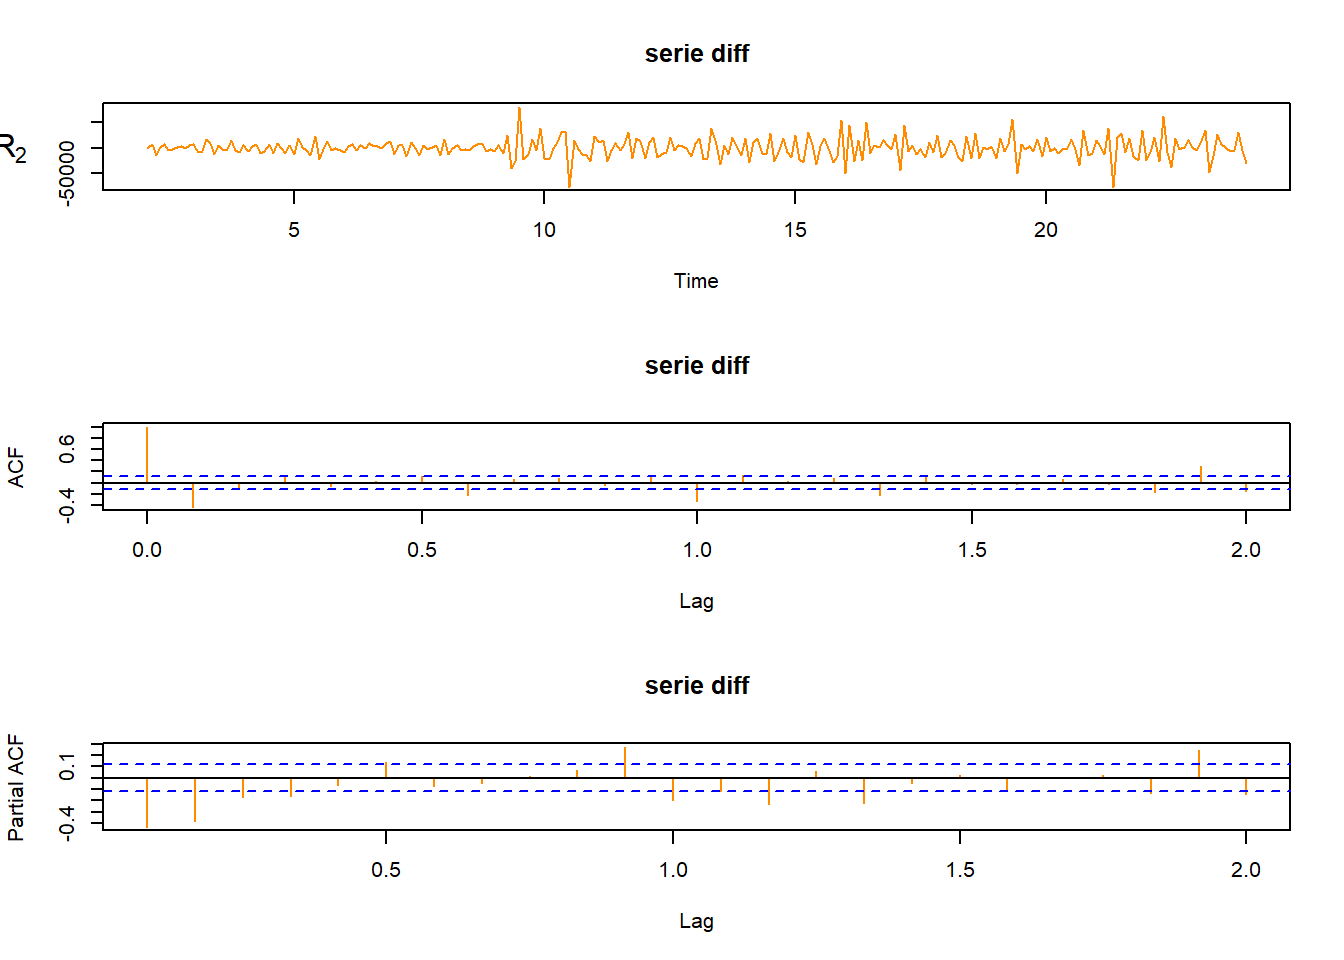 serie diff
R2
-50000
5 10 15 20
Time
serie diff
ACF
-0.4 0.6
0.0 0.5 1.0 1.5 2.0
Lag
serie diff
Partial ACF
-0.4 0.1
0.5 1.0 1.5 2.0
Lag